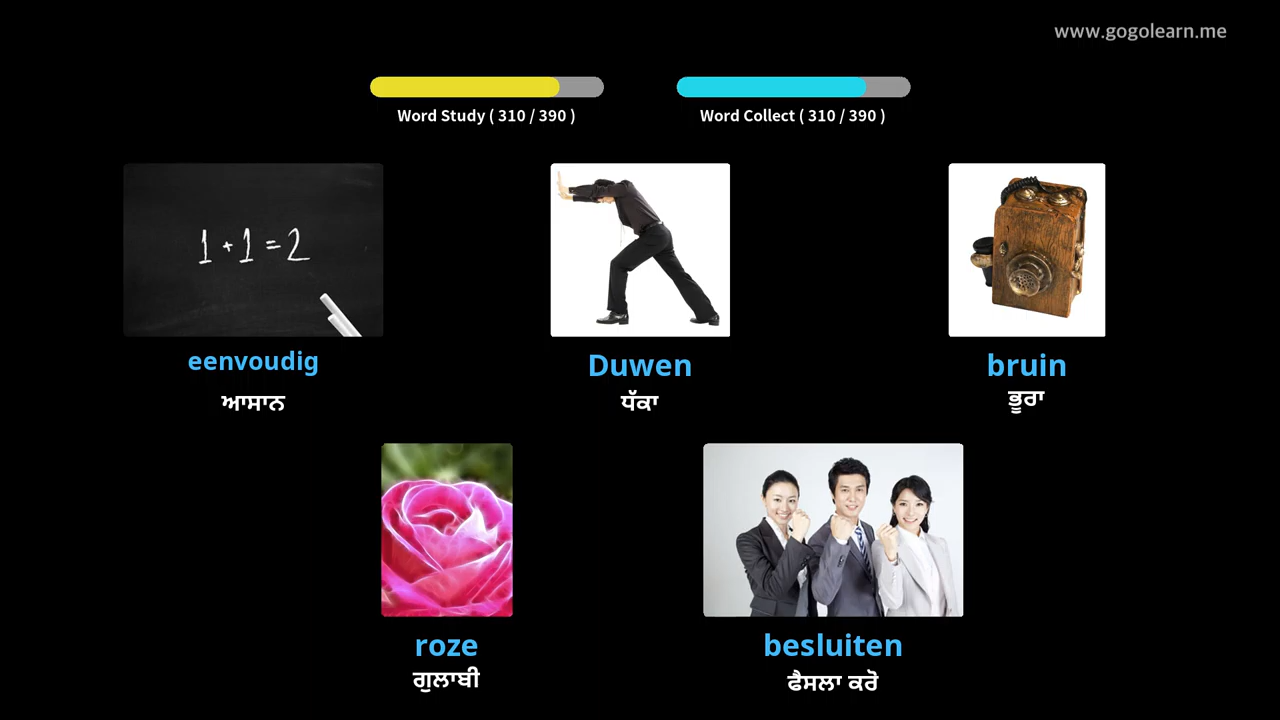 www.gogolearn.me
Word Study ( 310 / 390 )
Word Collect ( 310 / 390 )
1 + 1 = 2
eenvoudig
ਆਸਾਨ
Duwen
ਧੱਕਾ
bruin
ਭੂਰਾ
roze
ਗੁਲਾਬੀ
besluiten
ਫੈਸਲਾ ਕਰੋ